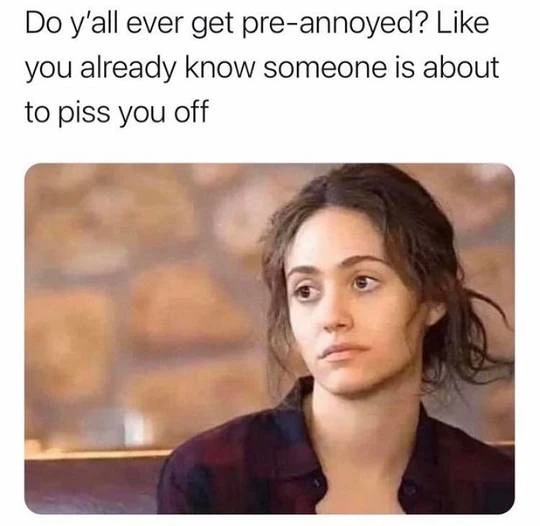 Do y’all ever get pre-annoyed? Like
you already know someone is about
to piss you off